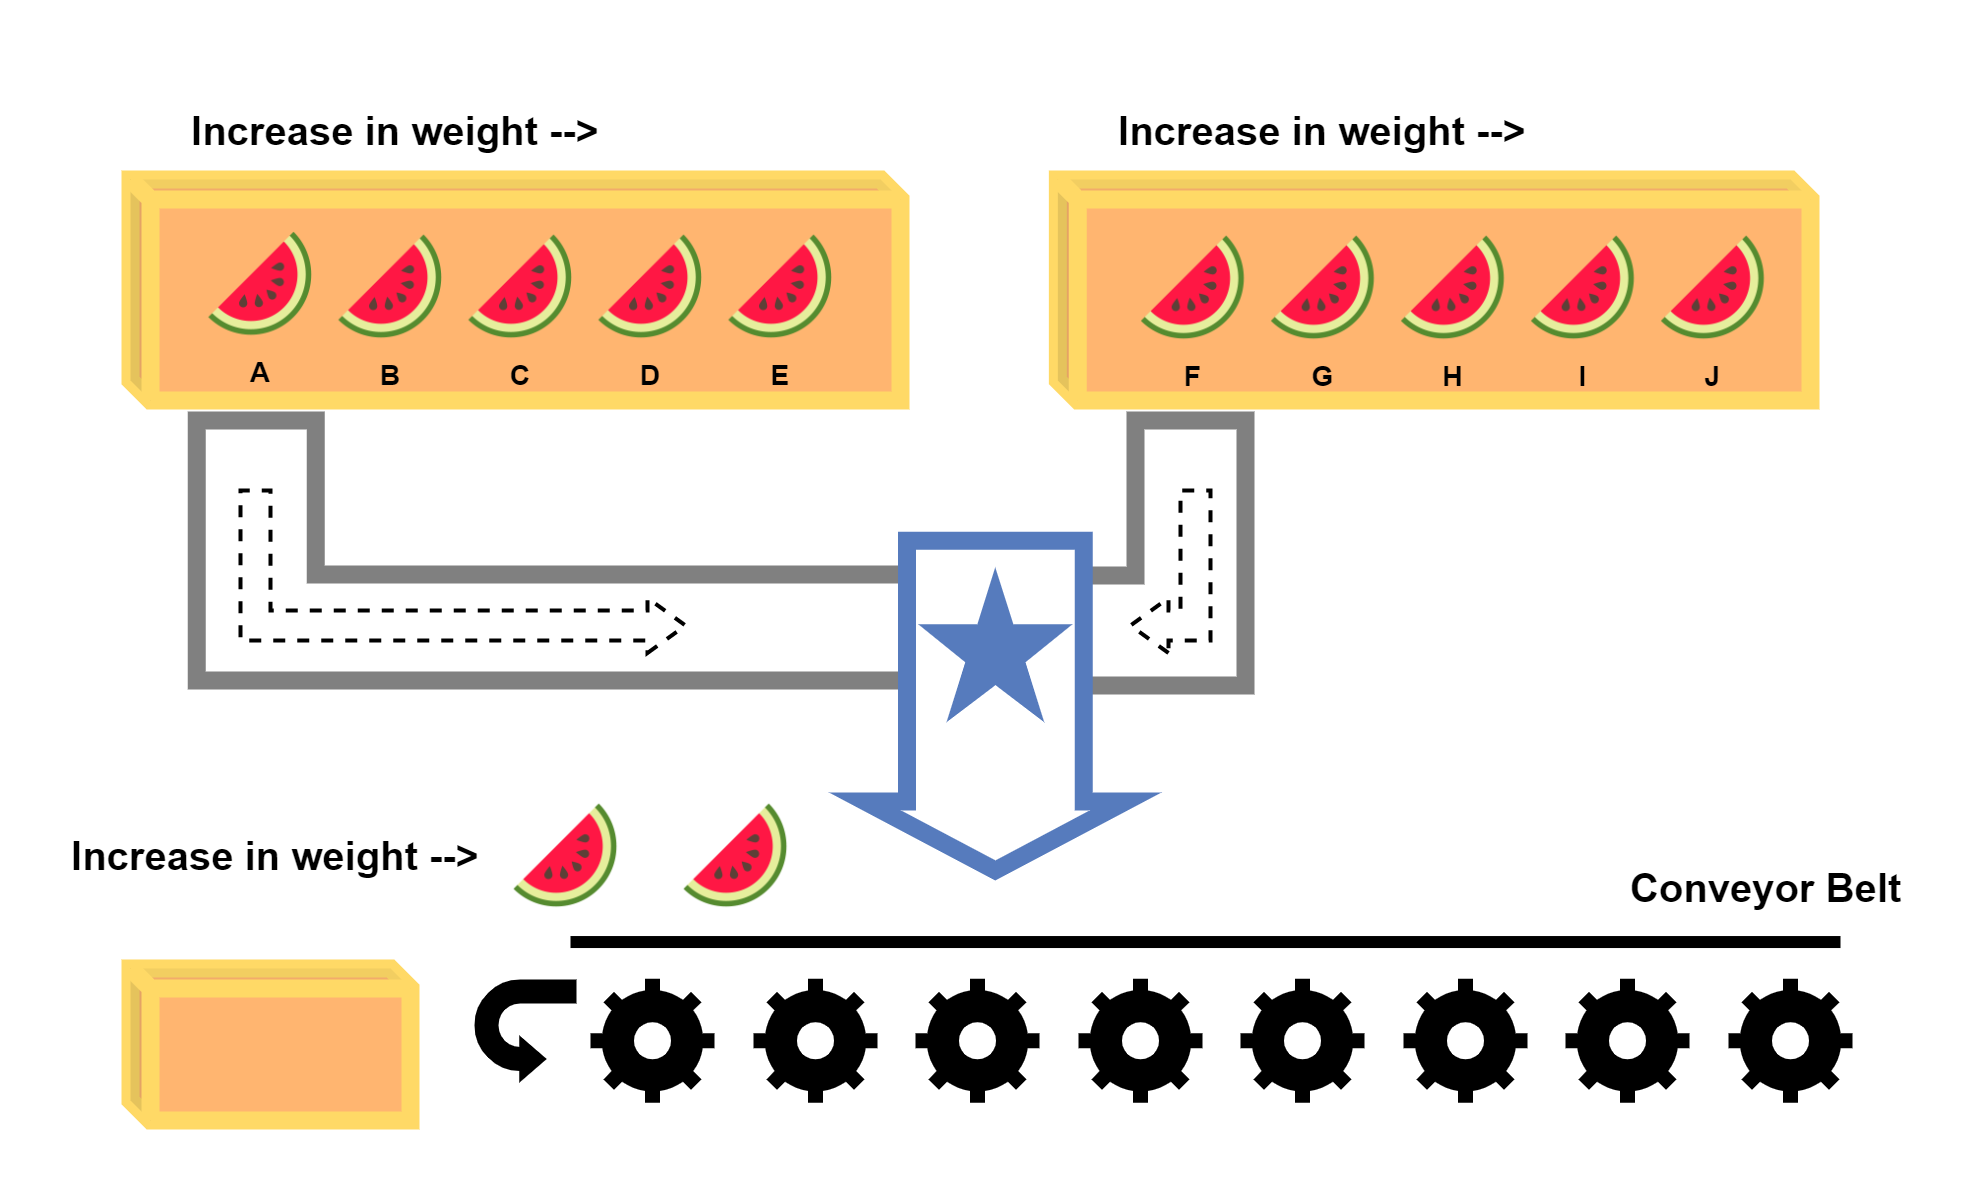 Increase in weight -->
Increase in weight -->
A B C D E
F G H I J
Increase in weight -->
Conveyor Belt